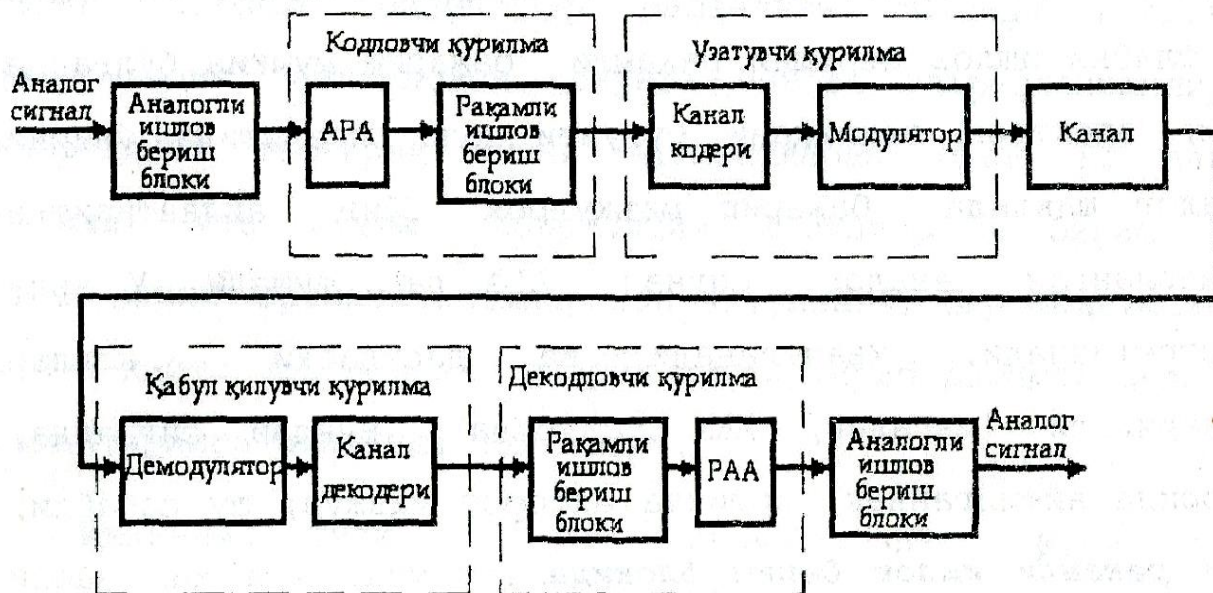 Кодловчи қурилма
Узатувчи қурилма
Аналог
сигнал
Аналогли
ишлов
бериш
блоки
АРА
Рақамли
ишлов
бериш
блоки
Канал
кодери
Модулятор
Канал
Қабул қилувчи қурилма
Декодловчи қурилма
Демодулятор
Канал
декодери
Рақамли
ишлов
бериш
блоки
РАА
Аналогли
ишлов
бериш
блоки
Аналог
сигнал